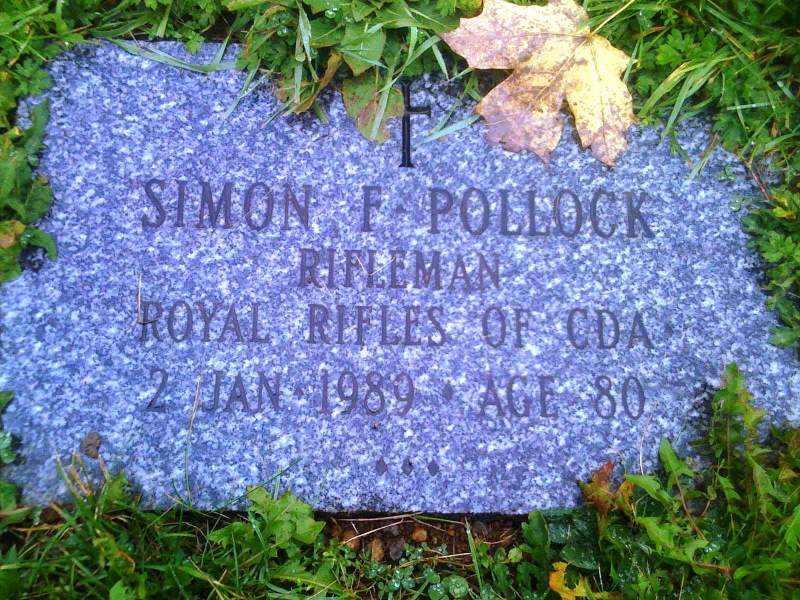 SIMON F. POLLOCK
RIFLEMAN
ROYAL RIFLES OF CDA.
2 JAN. 1989 · AGE 80